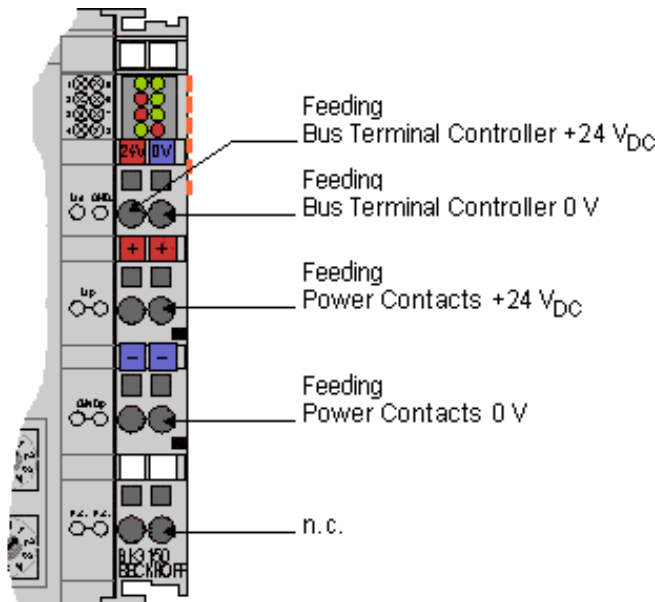 Feeding
Bus Terminal Controller +24 VDC
Feeding
Bus Terminal Controller 0 V
Feeding
Power Contacts +24 VDC
Feeding
Power Contacts 0 V
n.c.
24V 0V
+ +
Up
- -
n.c. n.c.
BK3150
BECKHOFF